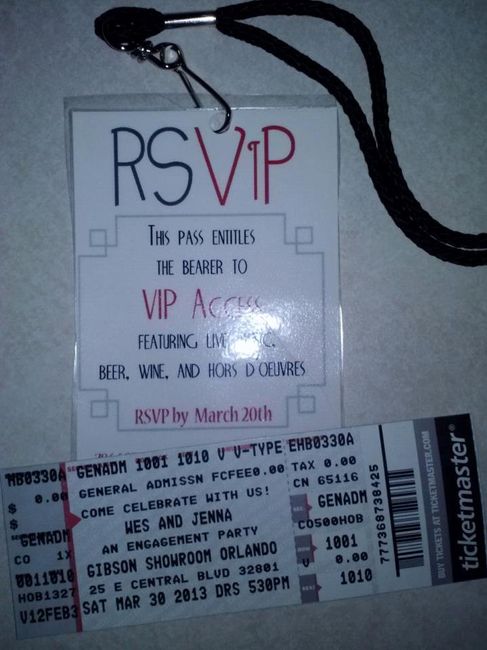 RSVIP
THIS PASS ENTITLES
THE BEARER TO
VIP ACCESS
FEATURING LIVE
BEER, WINE, AND HORS D'OEUVRES
RSVP by March 20th
HB0330A GENADM 1001 1010 V V-TYPE EHB0330A
$ 0.00 GENERAL ADMISSN FCFEE0.00 TAX 0.00
$ COME CELEBRATE WITH US! CN 65116
GENADM WES AND JENNA GENADM
CO 1X AN ENGAGEMENT PARTY CO500HOB
0011010 GIBSON SHOWROOM ORLANDO 1001
HOB1327 25 E CENTRAL BLVD 32801 V 0.00
V12FEB3 SAT MAR 30 2013 DRS 530PM 1010
7773688738425
BUY TICKETS AT TICKETMASTER.COM
ticketmaster®